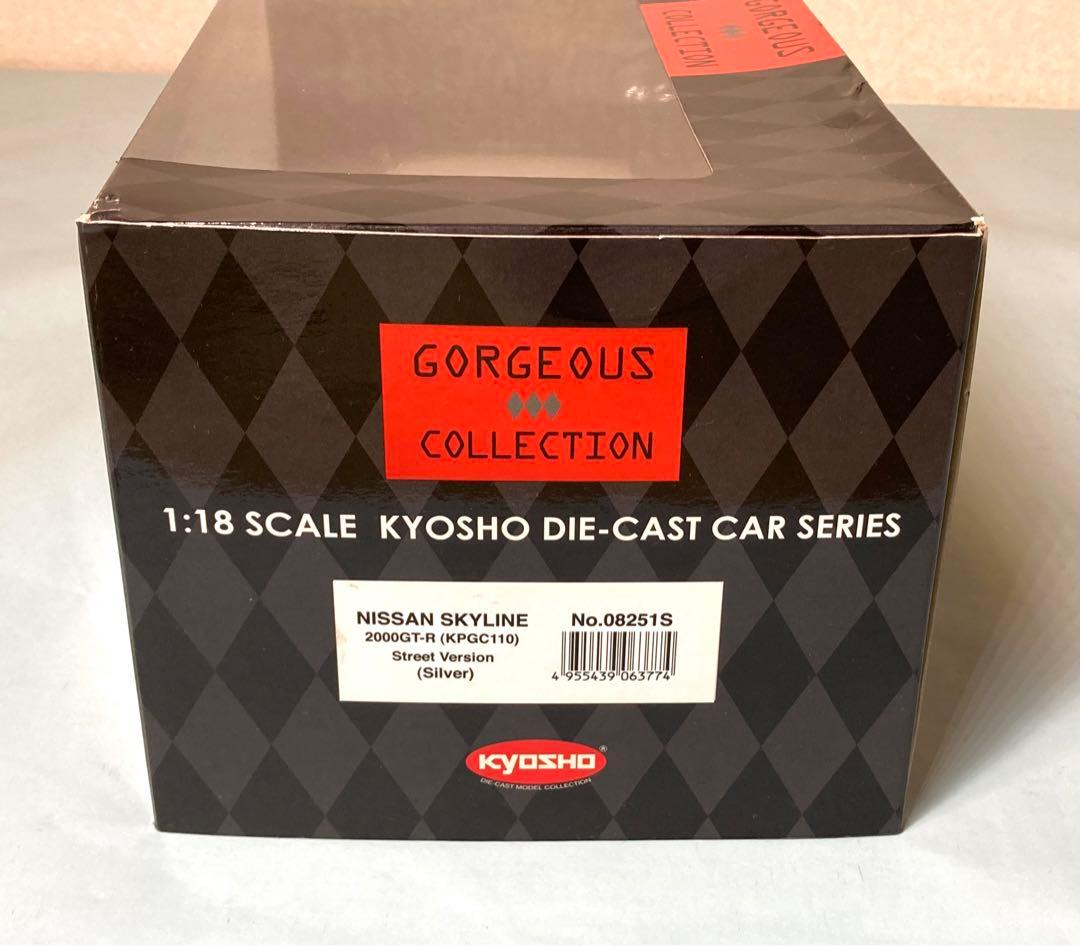 GORGEOUS
COLLECTION
GORGEOUS
COLLECTION
1:18 SCALE KYOSHO DIE-CAST CAR SERIES
NISSAN SKYLINE
2000GT-R (KPGC110)
Street Version
(Silver)
No.08251S
4 955439 063774
KYOSHO®
DIE-CAST MODEL COLLECTION